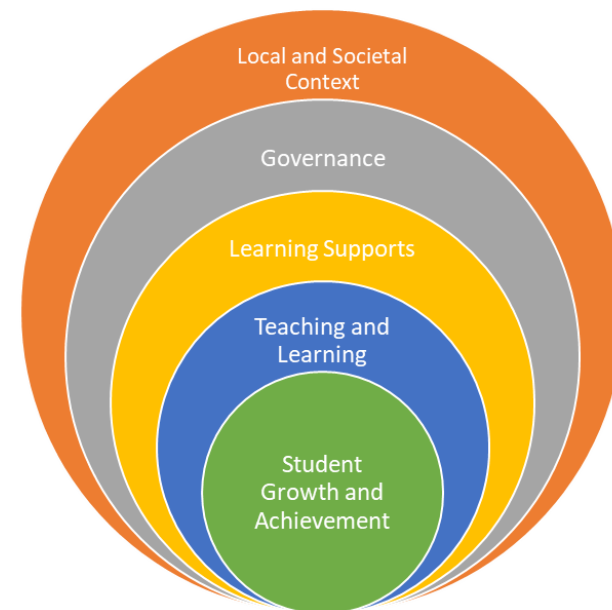 Local and Societal
Context
Governance
Learning Supports
Teaching and
Learning
Student
Growth and
Achievement